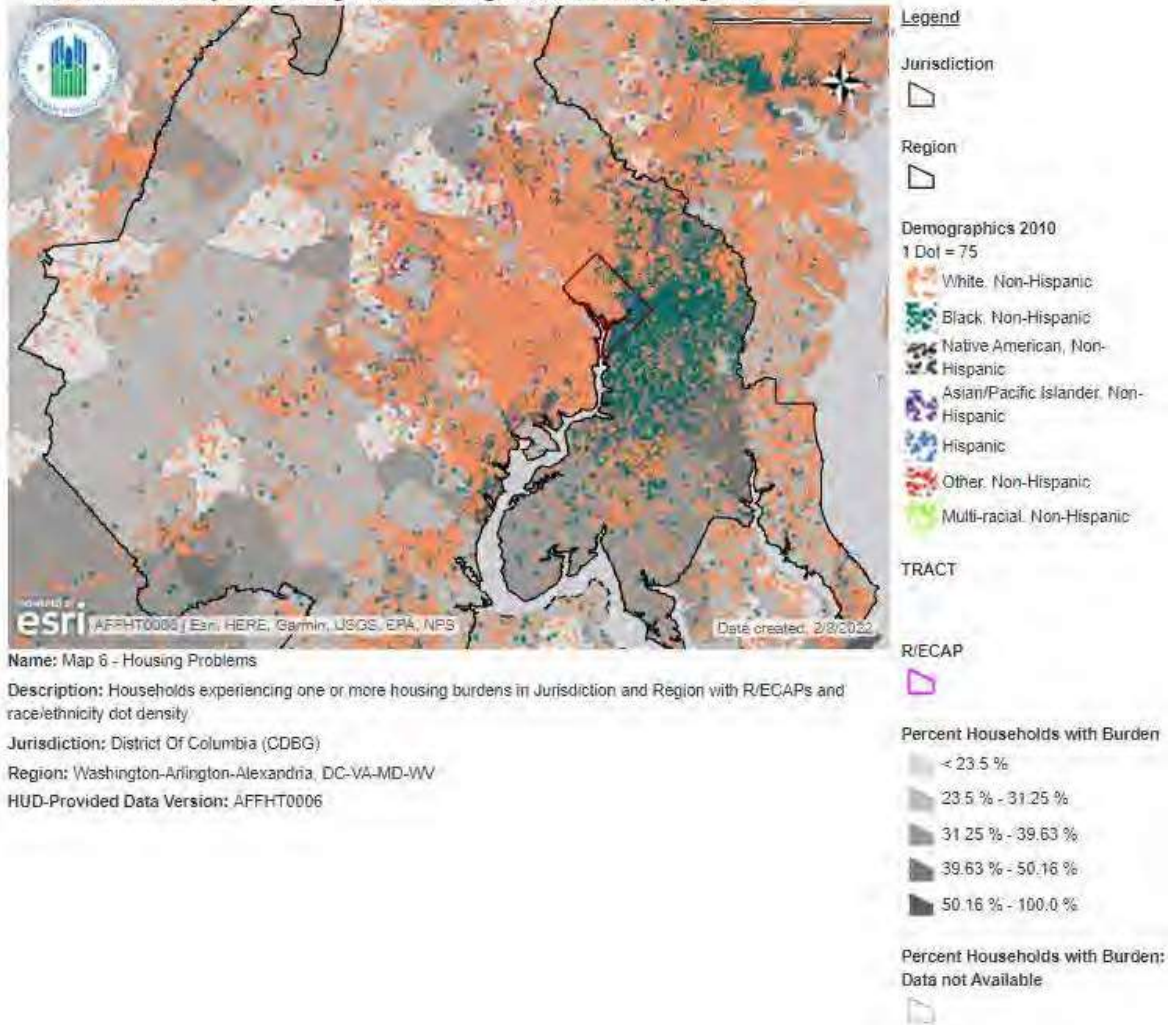 Legend
Jurisdiction
Region
Demographics 2010
1 Dot = 75
White, Non-Hispanic
Black, Non-Hispanic
Native American, Non-
Hispanic
Asian/Pacific Islander, Non-
Hispanic
Hispanic
Other, Non-Hispanic
Multi-racial, Non-Hispanic
TRACT
R/ECAP
Percent Households with Burden
< 23.5 %
23.5 % - 31.25 %
31.25 % - 39.63 %
39.63 % - 50.16 %
50.16 % - 100.0 %
Percent Households with Burden:
Data not Available
POWERED BY
esri
AFFHT0006 | Esri, HERE, Garmin, USGS, EPA, NPS
Date created: 2/8/2022
Name: Map 6 - Housing Problems
Description: Households experiencing one or more housing burdens in Jurisdiction and Region with R/ECAPs and
race/ethnicity dot density
Jurisdiction: District Of Columbia (CDBG)
Region: Washington-Arlington-Alexandria, DC-VA-MD-WV
HUD-Provided Data Version: AFFHT0006